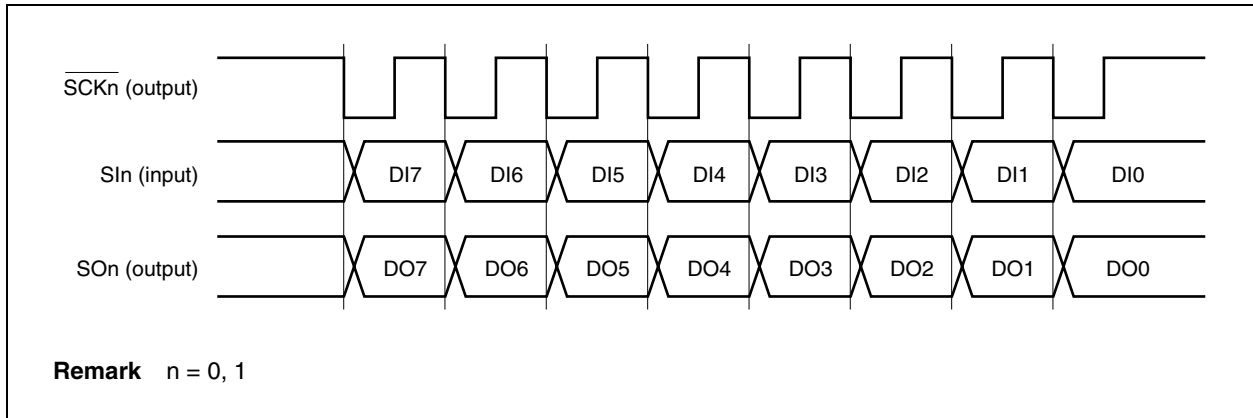 SCKn (output)
SIn (input) DI7 DI6 DI5 DI4 DI3 DI2 DI1 DI0
SOn (output) DO7 DO6 DO5 DO4 DO3 DO2 DO1 DO0
Remark n = 0, 1